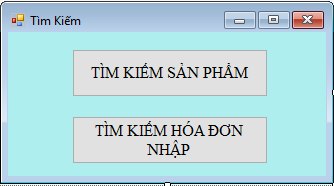 Tìm Kiếm
TÌM KIẾM SẢN PHẨM
TÌM KIẾM HÓA ĐƠN
NHẬP